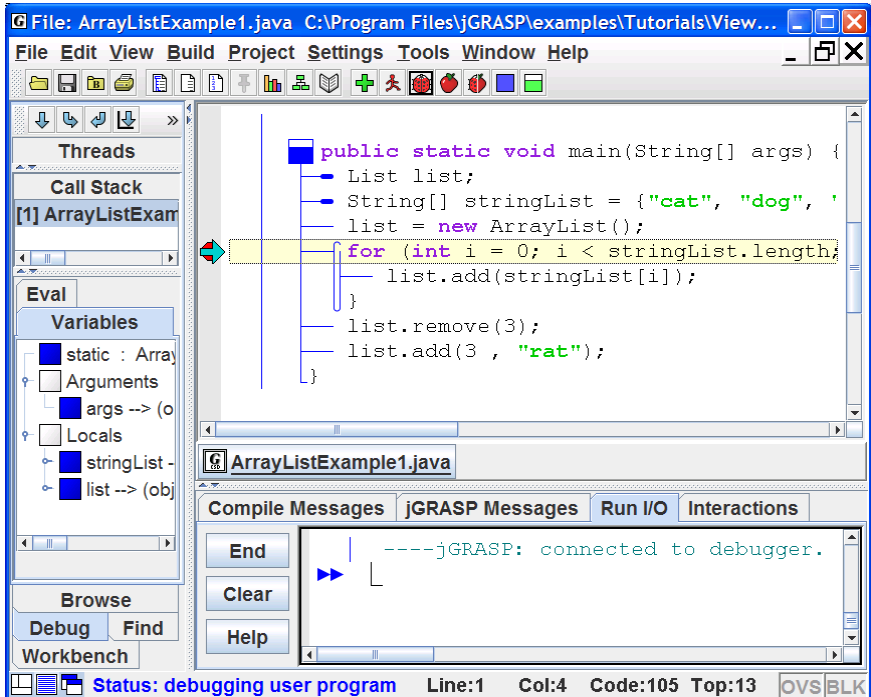 File: ArrayListExample1.java C:\Program Files\jGRASP\examples\Tutorials\View...
File Edit View Build Project Settings Tools Window Help
Threads
Call Stack
[1] ArrayListExam
Eval
Variables
static : Array
Arguments
args --> (o
Locals
stringList -
list --> (obj
Browse
Debug Find
Workbench
public static void main(String[] args) {
List list;
String[] stringList = {"cat", "dog", '
list = new ArrayList();
for (int i = 0; i < stringList.length;
list.add(stringList[i]);
}
list.remove(3);
list.add(3 , "rat");
}
ArrayListExample1.java
Compile Messages jGRASP Messages Run I/O Interactions
End
Clear
Help
----jGRASP: connected to debugger.
Status: debugging user program Line:1 Col:4 Code:105 Top:13 OVS BLK